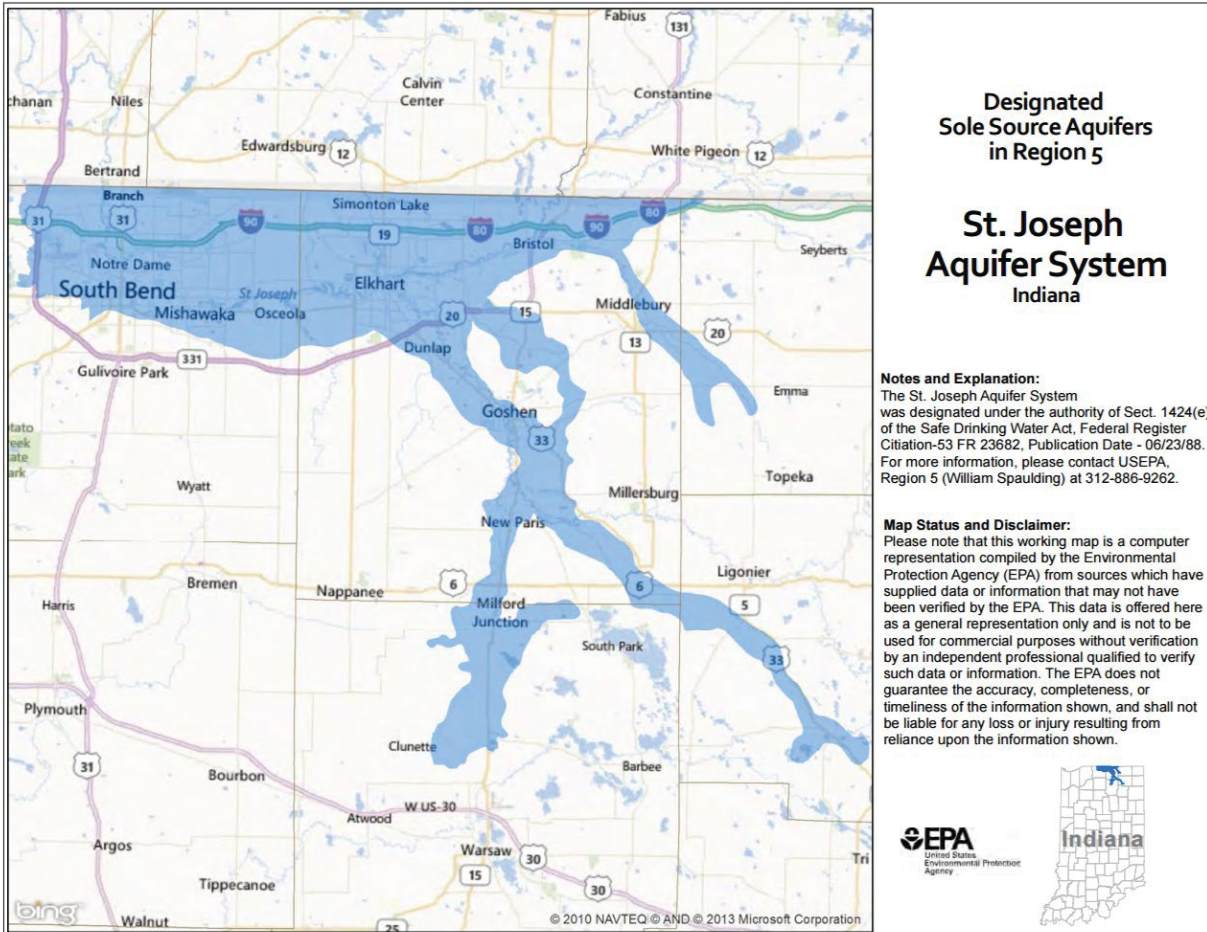 Fabius
131
chanan
Niles
Calvin
Center
Constantine
Edwardsburg
12
White Pigeon
12
Bertrand
Branch
31
31
90
Simonton Lake
19
80
90
80
Bristol
Seyberts
Notre Dame
South Bend
St Joseph
Elkhart
Mishawaka
Osceola
20
15
Middlebury
20
13
331
Dunlap
Gulivoire Park
Emma
Goshen
33
tato
eek
ate
ark
Wyatt
Millersburg
Topeka
New Paris
Bremen
Nappanee
6
6
Ligonier
5
Harris
Milford
Junction
South Park
33
Plymouth
Clunette
31
Bourbon
Barbee
W US-30
Atwood
Argos
Warsaw
30
15
Tri
Tippecanoe
30
bing
Walnut
25
© 2010 NAVTEQ © AND © 2013 Microsoft Corporation
Designated
Sole Source Aquifers
in Region 5
St. Joseph
Aquifer System
Indiana
Notes and Explanation:
The St. Joseph Aquifer System
was designated under the authority of Sect. 1424(e)
of the Safe Drinking Water Act, Federal Register
Citiation-53 FR 23682, Publication Date - 06/23/88.
For more information, please contact USEPA,
Region 5 (William Spaulding) at 312-886-9262.
Map Status and Disclaimer:
Please note that this working map is a computer
representation compiled by the Environmental
Protection Agency (EPA) from sources which have
supplied data or information that may not have
been verified by the EPA. This data is offered here
as a general representation only and is not to be
used for commercial purposes without verification
by an independent professional qualified to verify
such data or information. The EPA does not
guarantee the accuracy, completeness, or
timeliness of the information shown, and shall not
be liable for any loss or injury resulting from
reliance upon the information shown.
EPA
United States
Environmental Protection
Agency
Indiana